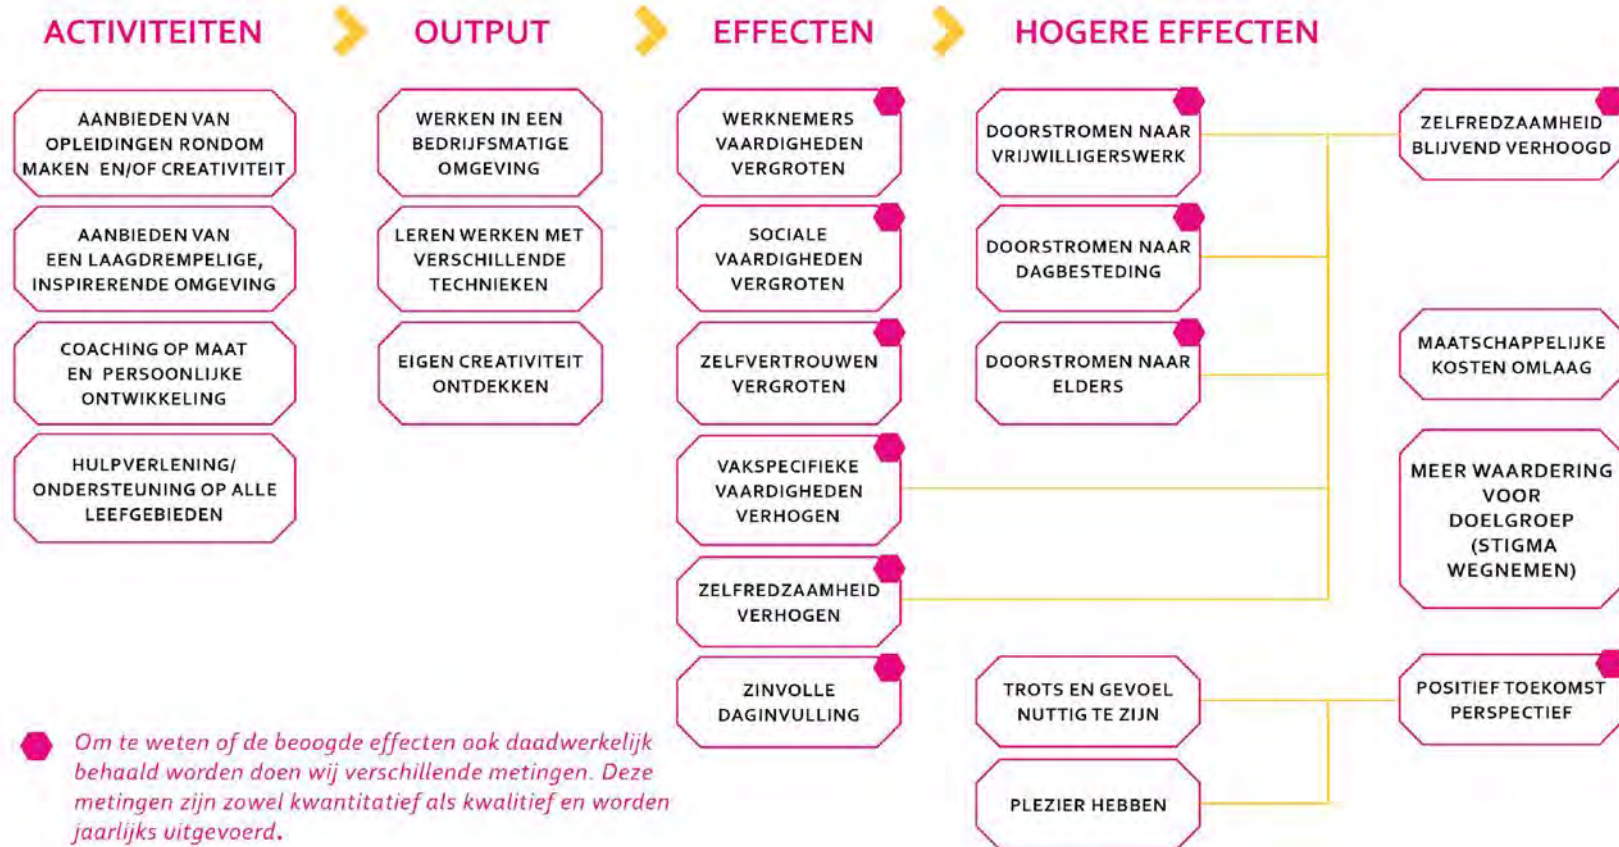 ACTIVITEITEN
OUTPUT
EFFECTEN
HOGERE EFFECTEN
AANBIEDEN VAN
OPLEIDINGEN RONDOM
MAKEN EN/OF CREATIVITEIT
AANBIEDEN VAN
EEN LAAGDREMPELIGE,
INSPIRERENDE OMGEVING
COACHING OP MAAT
EN PERSOONLIJKE
ONTWIKKELING
HULPVERLENING/
ONDERSTEUNING OP ALLE
LEEFGEBIEDEN
WERKEN IN EEN
BEDRIJFSMATIGE
OMGEVING
LEREN WERKEN MET
VERSCHILLENDE
TECHNIEKEN
EIGEN CREATIVITEIT
ONTDEKKEN
WERKNEMERS
VAARDIGHEDEN
VERGROTEN
SOCIALE
VAARDIGHEDEN
VERGROTEN
ZELFVERTROUWEN
VERGROTEN
VAKSPECIFIEKE
VAARDIGHEDEN
VERHOGEN
ZELFREDZAAMHEID
VERHOGEN
ZINVOLLE
DAGINVULLING
DOORSTROMEN NAAR
VRIJWILLIGERSWERK
DOORSTROMEN NAAR
DAGBESTEDING
DOORSTROMEN NAAR
ELDERS
TROTS EN GEVOEL
NUTTIG TE ZIJN
PLEZIER HEBBEN
ZELFREDZAAMHEID
BLIJVEND VERHOOGD
MAATSCHAPPELIJKE
KOSTEN OMLAAG
MEER WAARDERING
VOOR
DOELGROEP
(STIGMA
WEGNEMEN)
POSITIEF TOEKOMST
PERSPECTIEF
Om te weten of de beoogde effecten ook daadwerkelijk
behaald worden doen wij verschillende metingen. Deze
metingen zijn zowel kwantitatief als kwalitief en worden
jaarlijks uitgevoerd.